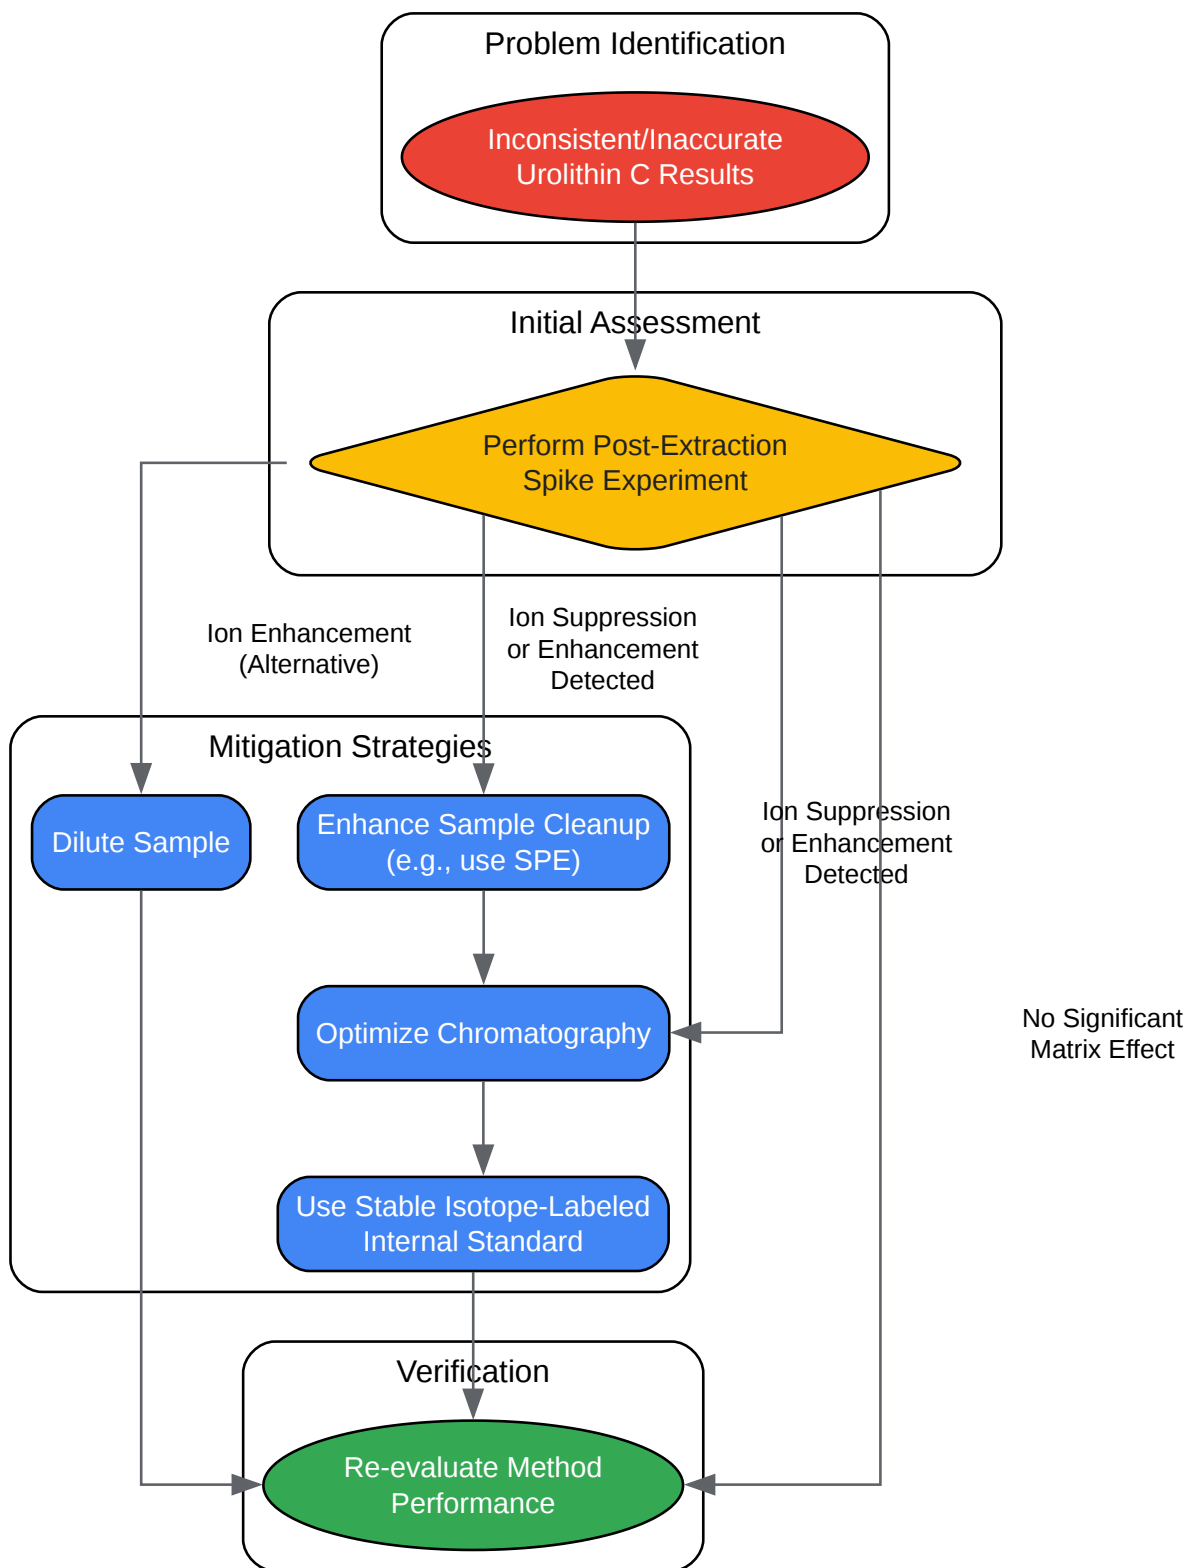 Problem Identification
Inconsistent/Inaccurate
Urolithin C Results
Initial Assessment
Perform Post-Extraction
Spike Experiment
Ion Enhancement
(Alternative)
Ion Suppression
or Enhancement
Detected
Mitigation Strategies
Dilute Sample
Enhance Sample Cleanup
(e.g., use SPE)
Ion Suppression
or Enhancement
Detected
Optimize Chromatography
No Significant
Matrix Effect
Use Stable Isotope-Labeled
Internal Standard
Verification
Re-evaluate Method
Performance